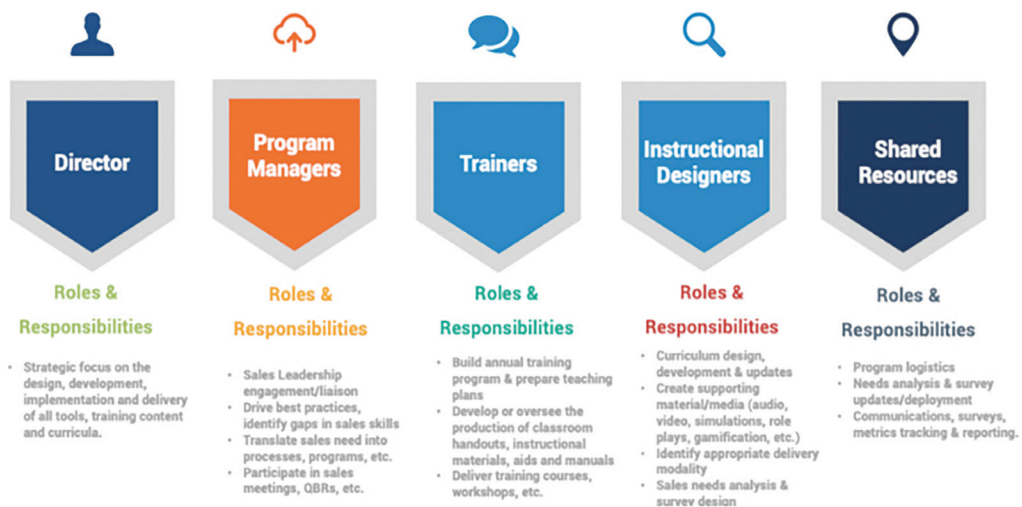 Director
Program
Managers
Trainers
Instructional
Designers
Shared
Resources
Roles &
Responsibilities
• Strategic focus on the
design, development,
implementation and delivery
of all tools, training content
and curricula.
Roles &
Responsibilities
• Sales Leadership
engagement/liaison
• Drive best practices,
identify gaps in sales skills
• Translate sales need into
processes, programs, etc.
• Participate in sales
meetings, QBRs, etc.
Roles &
Responsibilities
• Build annual training
program & prepare teaching
plans
• Develop or oversee the
production of classroom
handouts, instructional
materials, aids and manuals
• Deliver training courses,
workshops, etc.
Roles &
Responsibilities
• Curriculum design,
development & updates
• Create supporting
material/media (audio,
video, simulations, role
plays, gamification, etc.)
• Identify appropriate delivery
modality
• Sales needs analysis &
survey design
Roles &
Responsibilities
• Program logistics
• Needs analysis & survey
updates/deployment
• Communications, surveys,
metrics tracking & reporting.